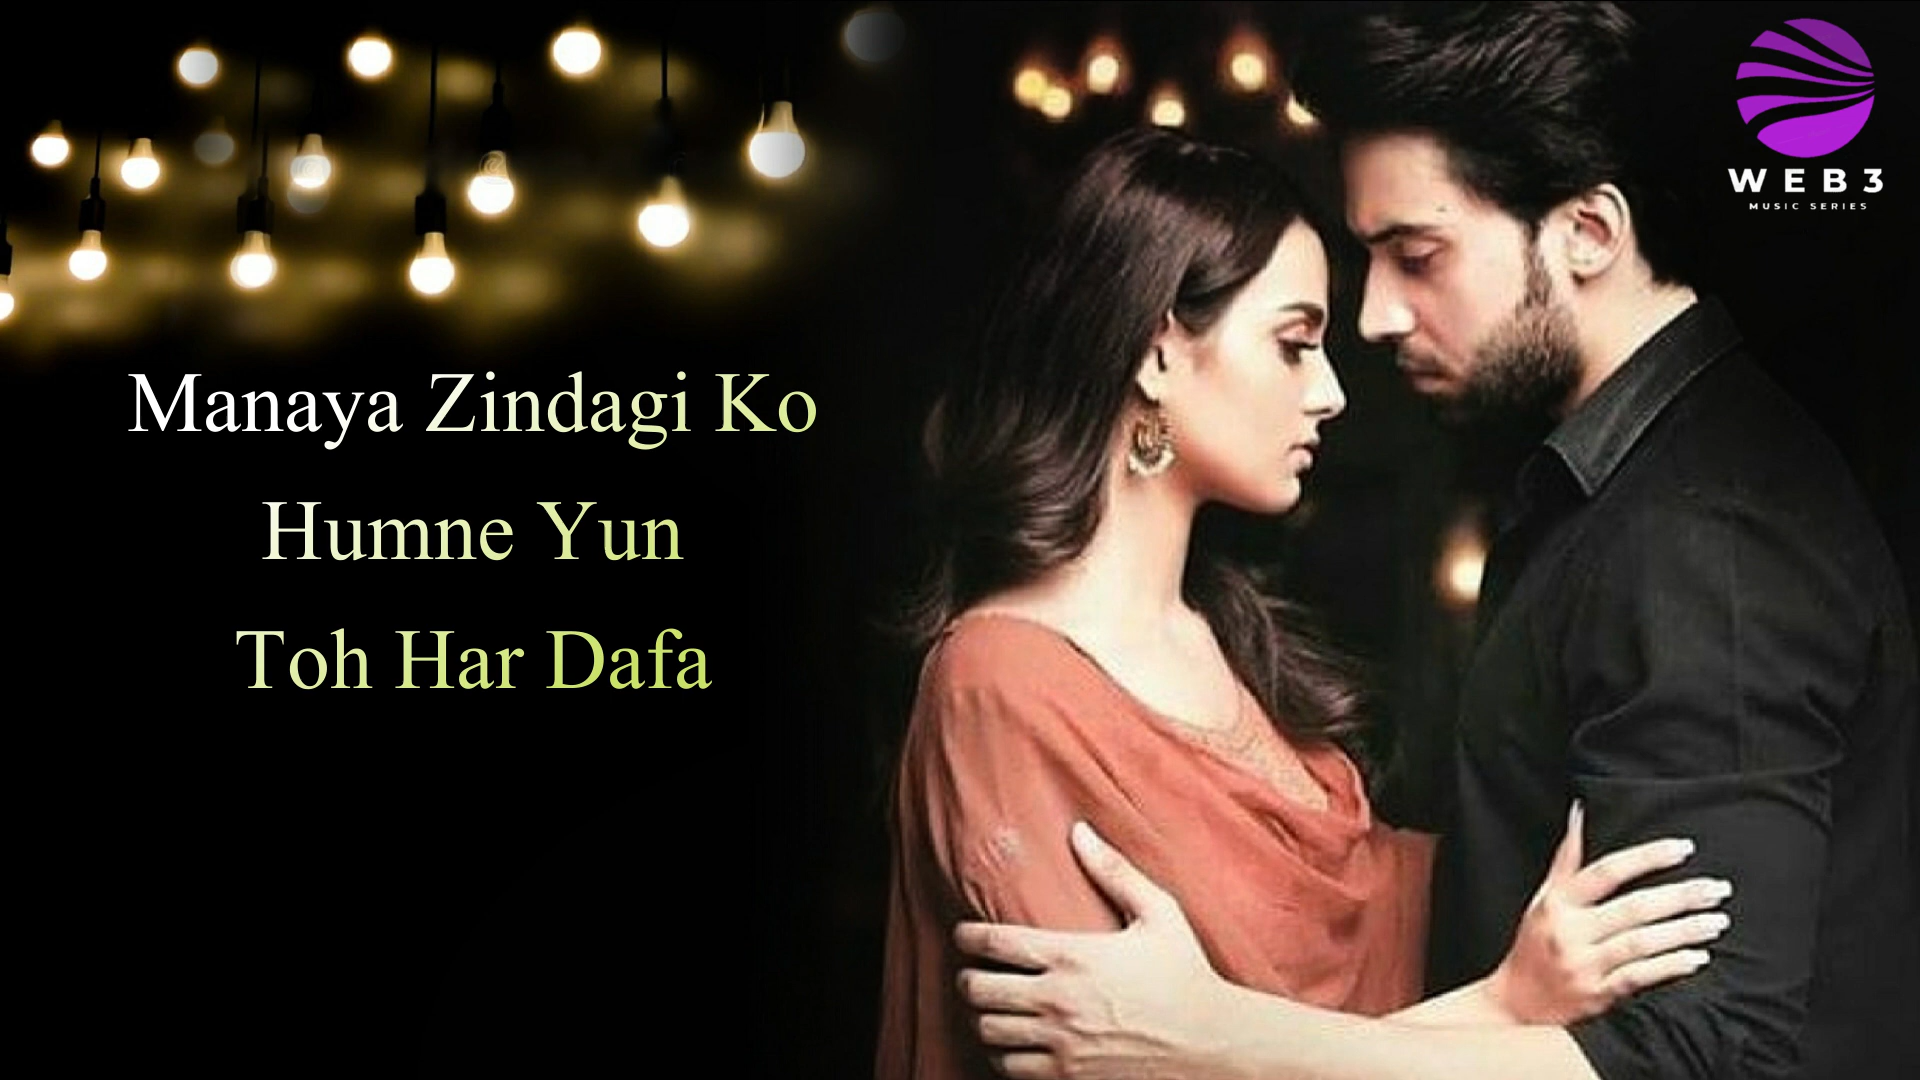 WEB3
MUSIC SERIES
Manaya Zindagi Ko
Humne Yun
Toh Har Dafa